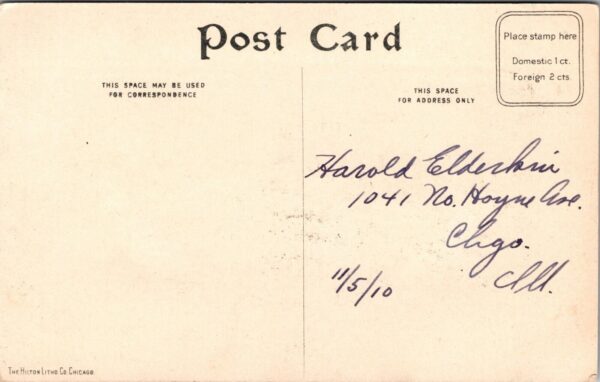 Post Card
Place stamp here
Domestic 1 ct.
Foreign 2 cts.
THIS SPACE MAY BE USED
FOR CORRESPONDENCE
THIS SPACE
FOR ADDRESS ONLY
Harold Elderkin
1041 No. Hoyne Ave.
Chgo.
Ill.
11/5/10
THE HILTON LITHO CO. CHICAGO